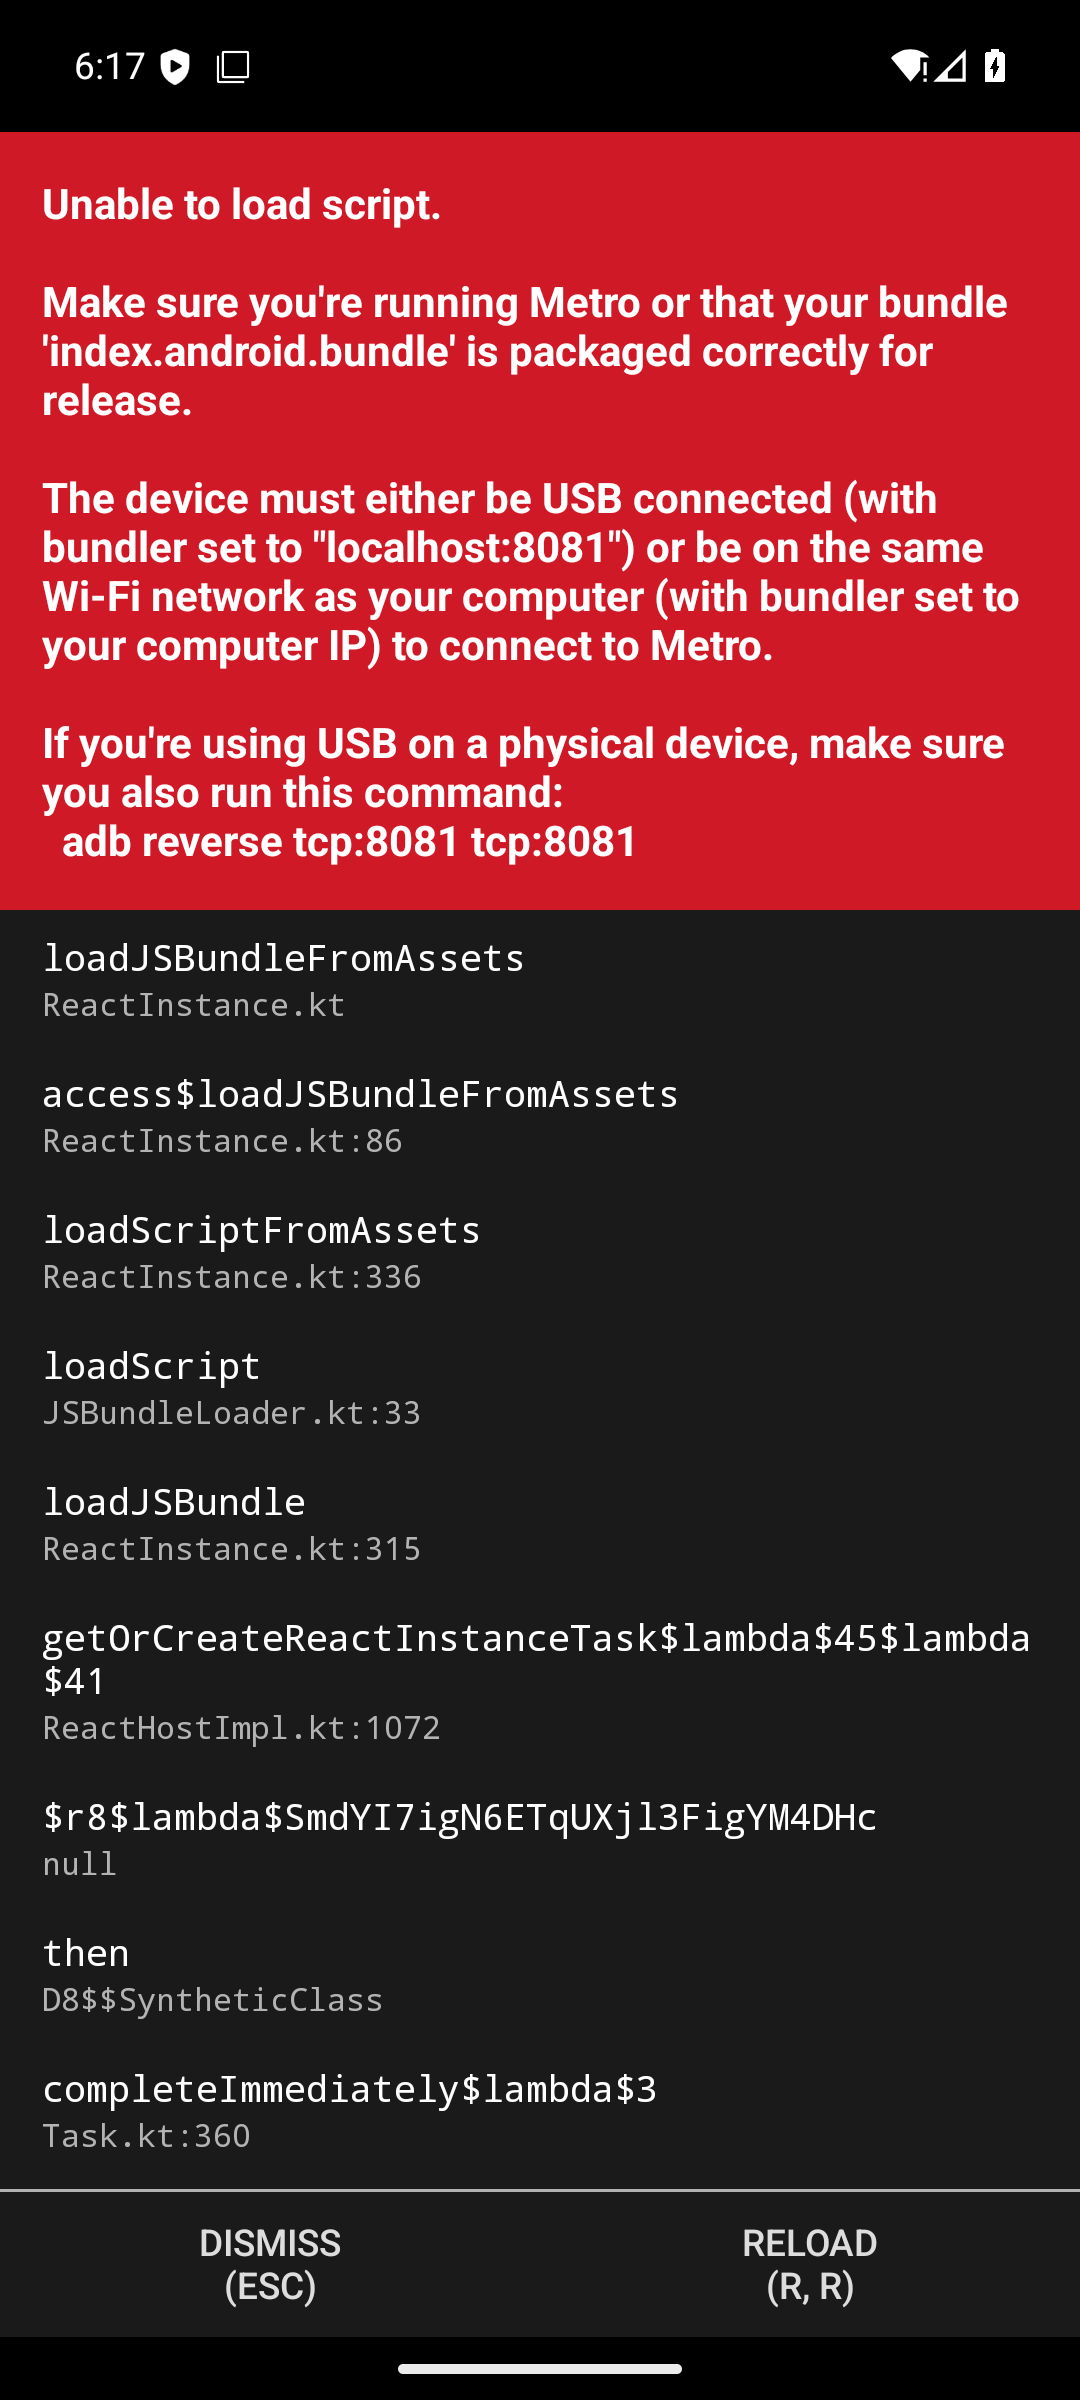 6:17
Unable to load script.
Make sure you're running Metro or that your bundle
'index.android.bundle' is packaged correctly for
release.
The device must either be USB connected (with
bundler set to "localhost:8081") or be on the same
Wi-Fi network as your computer (with bundler set to
your computer IP) to connect to Metro.
If you're using USB on a physical device, make sure
you also run this command:
adb reverse tcp:8081 tcp:8081
loadJSBundleFromAssets
ReactInstance.kt
access$loadJSBundleFromAssets
ReactInstance.kt:86
loadScriptFromAssets
ReactInstance.kt:336
loadScript
JSBundleLoader.kt:33
loadJSBundle
ReactInstance.kt:315
getOrCreateReactInstanceTask$lambda$45$lambda
$41
ReactHostImpl.kt:1072
$r8$lambda$SmdYI7igN6ETqUXjl3FigYM4DHc
null
then
D8$$SyntheticClass
completeImmediately$lambda$3
Task.kt:360
DISMISS
(ESC)
RELOAD
(R, R)